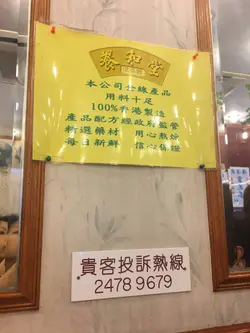 養和堂
本公司全線產品
用料十足
100%香港製造
產品配方經政府監管
精選藥材 用心熬焗
每日新鮮 信心保證
貴客投訴熱線
2478 9679